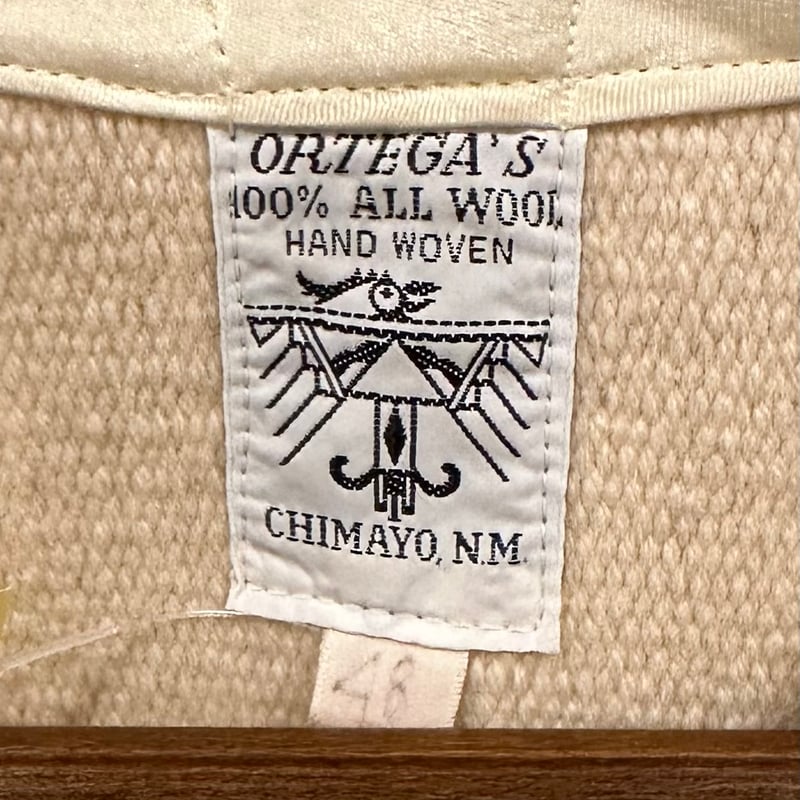 ORTEGA'S
100% ALL WOOL
HAND WOVEN
CHIMAYO, N.M.
48